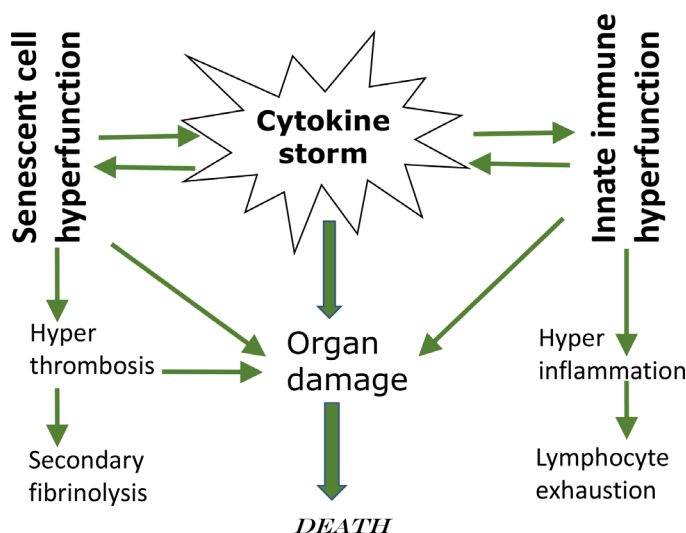 Senescent cell
hyperfunction
Cytokine
storm
Innate immune
hyperfunction
Hyper
thrombosis
Organ
damage
Hyper
inflammation
Secondary
fibrinolysis
Lymphocyte
exhaustion
DEATH